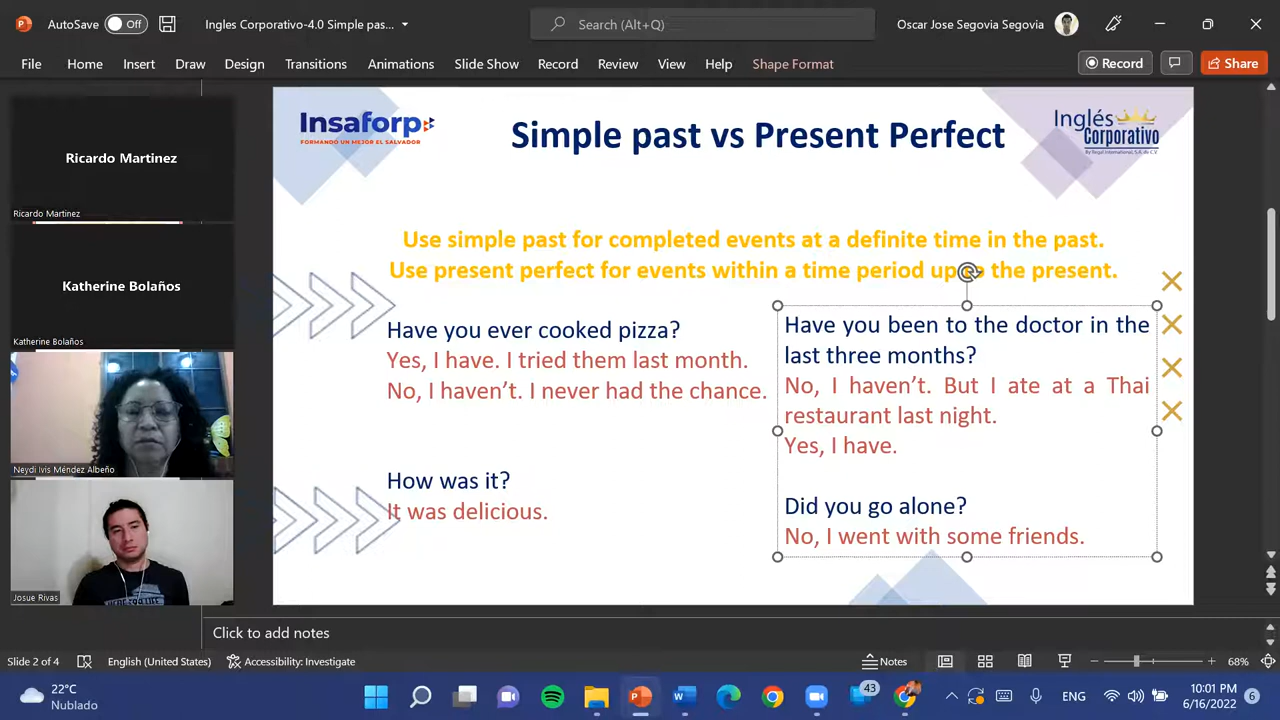 AutoSave Off Ingles Corporativo-4.0 Simple pas... Search (Alt+Q) Oscar Jose Segovia Segovia
File Home Insert Draw Design Transitions Animations Slide Show Record Review View Help Shape Format Record Share
Ricardo Martinez
Ricardo Martinez
Katherine Bolaños
Katherine Bolaños
Neydi Ivis Méndez Albeño
Josue Rivas
Insaforp
FORMANDO UN MEJOR EL SALVADOR
Simple past vs Present Perfect
Inglés
Corporativo
By Regal International, S.A. de C.V.
Use simple past for completed events at a definite time in the past.
Use present perfect for events within a time period up the present.
Have you ever cooked pizza?
Yes, I have. I tried them last month.
No, I haven't. I never had the chance.
How was it?
It was delicious.
Have you been to the doctor in the
last three months?
No, I haven't. But I ate at a Thai
restaurant last night.
Yes, I have.
Did you go alone?
No, I went with some friends.
Click to add notes
Slide 2 of 4 English (United States) Accessibility: Investigate Notes 68%
22°C
Nublado
43
ENG
10:01 PM
6/16/2022
6